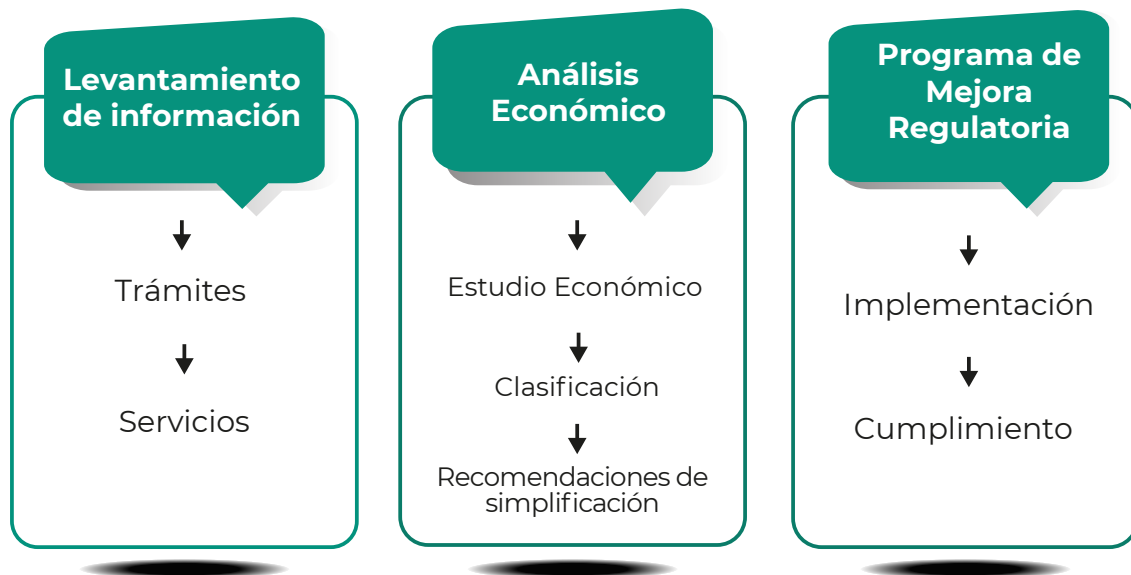 Levantamiento
de información
Trámites
Servicios
Análisis
Económico
Estudio Económico
Clasificación
Recomendaciones de
simplificación
Programa de
Mejora
Regulatoria
Implementación
Cumplimiento